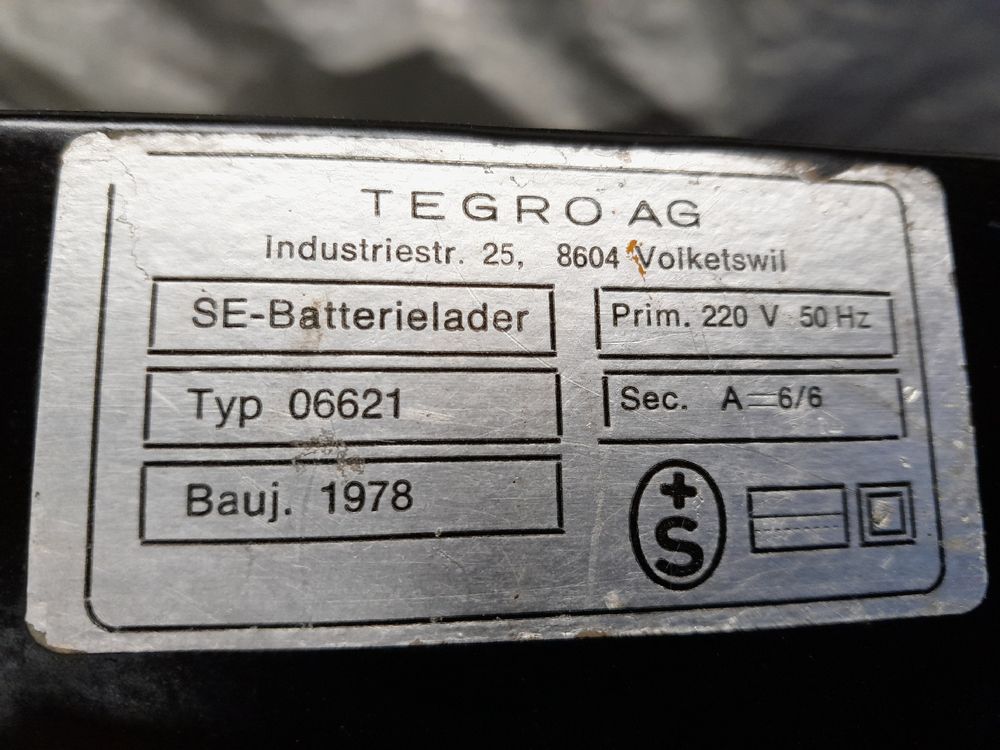 TEGRO AG
Industriestr. 25, 8604 Volketswil
SE-Batterielader
Prim. 220 V 50 Hz
Typ 06621
Sec. A=6/6
Bauj. 1978
+S